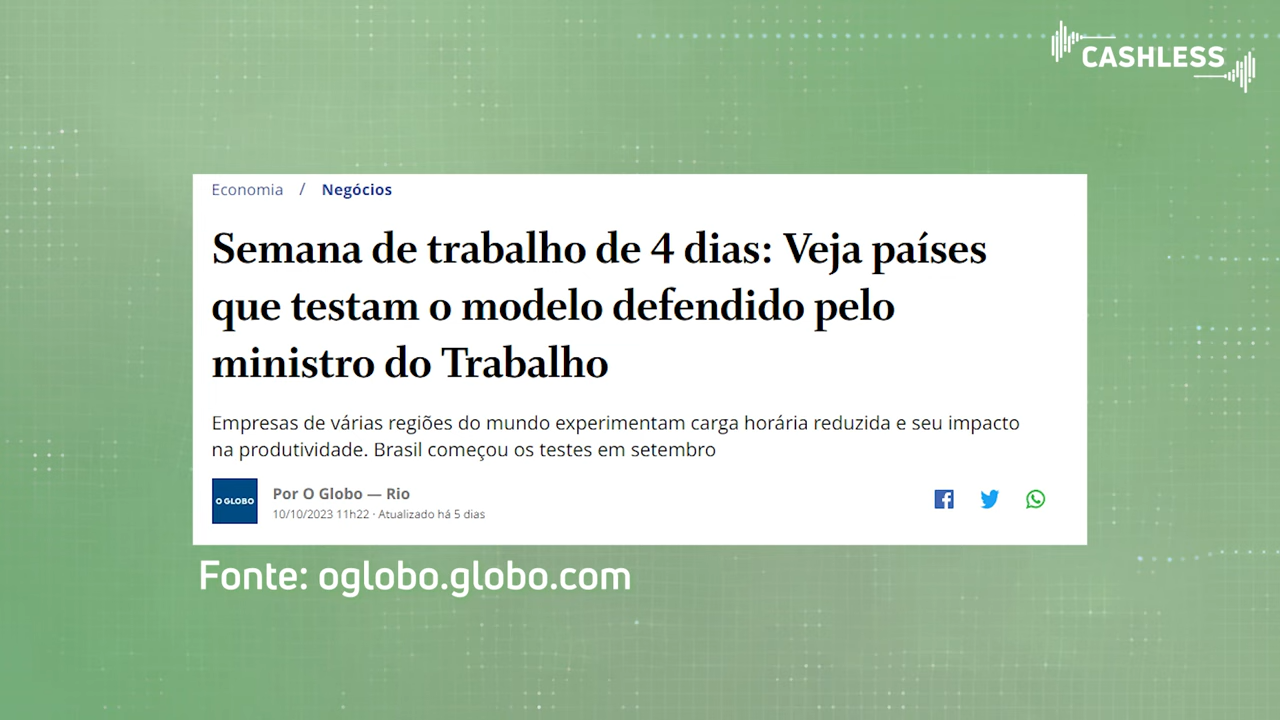 CASHLESS
Economia / Negócios
Semana de trabalho de 4 dias: Veja países
que testam o modelo defendido pelo
ministro do Trabalho
Empresas de várias regiões do mundo experimentam carga horária reduzida e seu impacto
na produtividade. Brasil começou os testes em setembro
O GLOBO
Por O Globo — Rio
10/10/2023 11h22 · Atualizado há 5 dias
Fonte: oglobo.globo.com